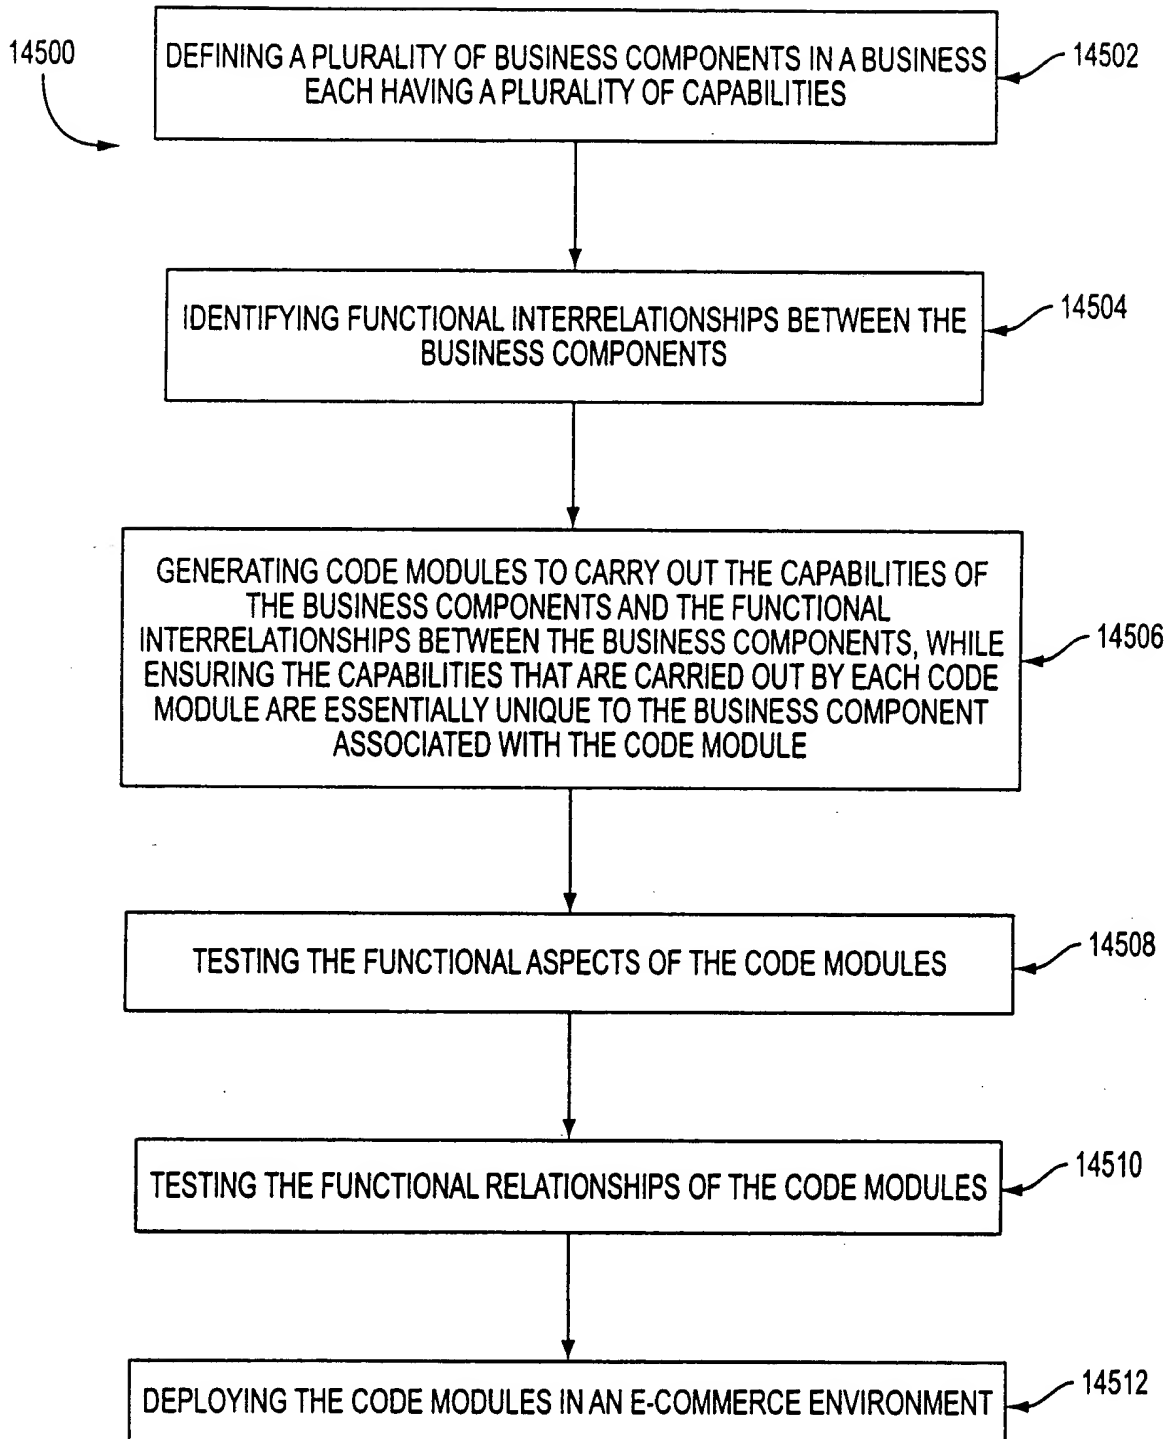 14500
DEFINING A PLURALITY OF BUSINESS COMPONENTS IN A BUSINESS
EACH HAVING A PLURALITY OF CAPABILITIES
14502
IDENTIFYING FUNCTIONAL INTERRELATIONSHIPS BETWEEN THE
BUSINESS COMPONENTS
14504
GENERATING CODE MODULES TO CARRY OUT THE CAPABILITIES OF
THE BUSINESS COMPONENTS AND THE FUNCTIONAL
INTERRELATIONSHIPS BETWEEN THE BUSINESS COMPONENTS, WHILE
ENSURING THE CAPABILITIES THAT ARE CARRIED OUT BY EACH CODE
MODULE ARE ESSENTIALLY UNIQUE TO THE BUSINESS COMPONENT
ASSOCIATED WITH THE CODE MODULE
14506
TESTING THE FUNCTIONAL ASPECTS OF THE CODE MODULES
14508
TESTING THE FUNCTIONAL RELATIONSHIPS OF THE CODE MODULES
14510
DEPLOYING THE CODE MODULES IN AN E-COMMERCE ENVIRONMENT
14512